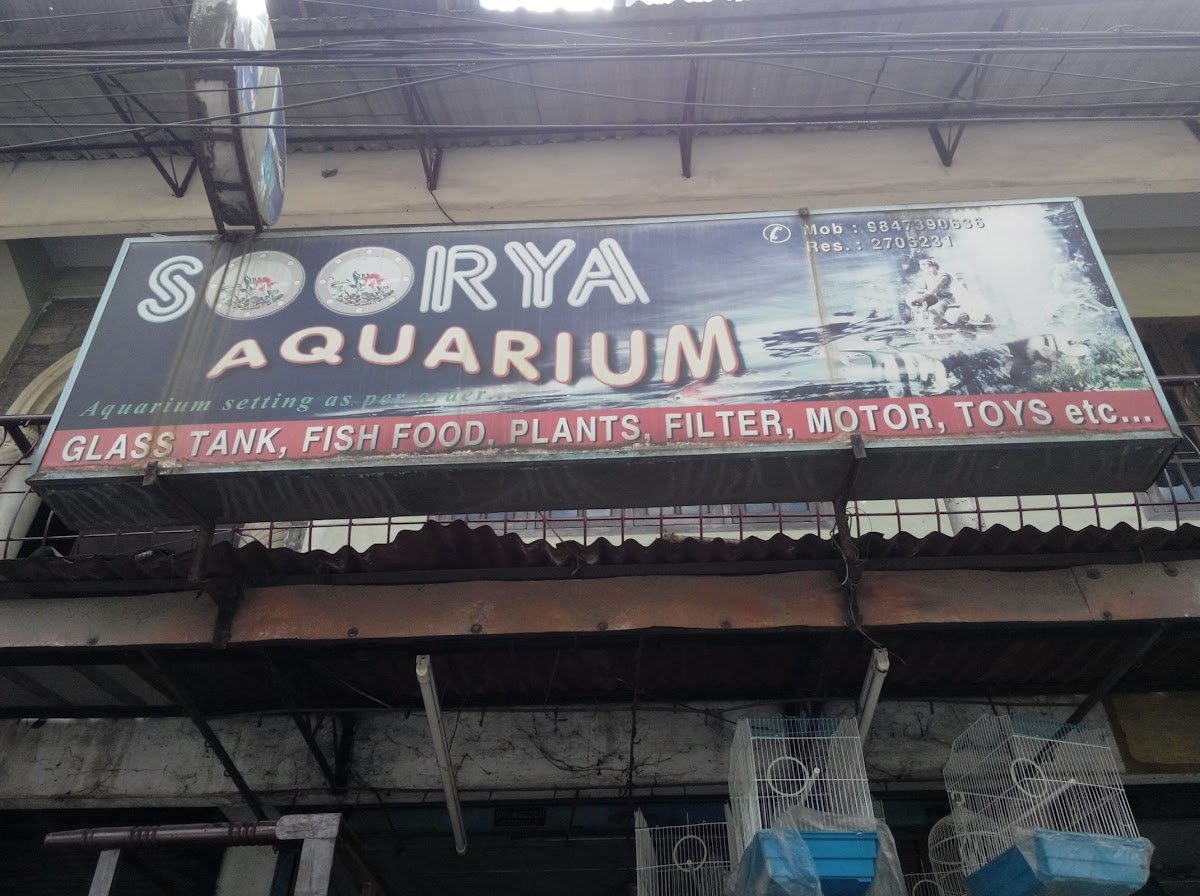 SOORYA
AQUARIUM
Mob : 9847390636
Res. : 2706231
Aquarium setting as per order...
GLASS TANK, FISH FOOD, PLANTS, FILTER, MOTOR, TOYS etc...